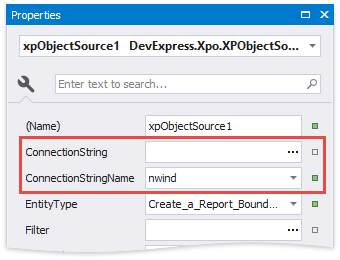 Properties
xpObjectSource1 DevExpress.Xpo.XPObjectSo...
Enter text to search...
(Name) xpObjectSource1
ConnectionString ...
ConnectionStringName nwind
EntityType Create_a_Report_Bound...
Filter ...